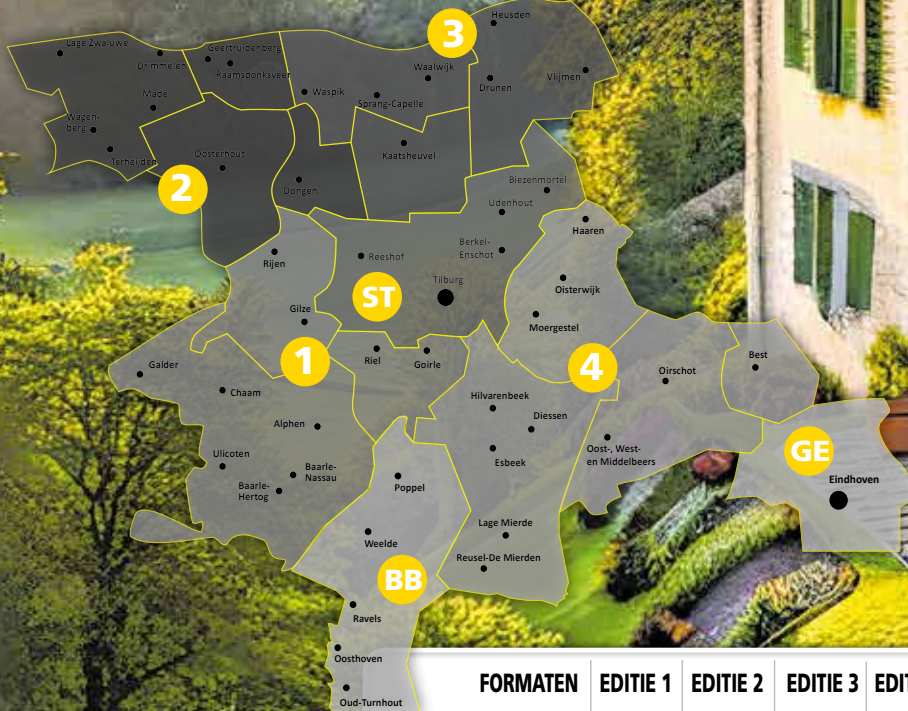 Heusden
3
Lage Zwaluwe
Geertruidenberg
Drimmelen
Raamsdonksveer
Waalwijk
Vlijmen
Drunen
Made
Waspik
Sprang-Capelle
Wagen-
berg
Terheijden
Oosterhout
Kaatsheuvel
2
Dongen
Biezenmortel
Udenhout
Haaren
Rijen
Reeshof
Berkel-
Enschot
Tilburg
Oisterwijk
ST
Gilze
Moergestel
1
Riel
Goirle
4
Best
Galder
Oirschot
Chaam
Hilvarenbeek
Diessen
Alphen
Oost-, West-
en Middelbeers
GE
Ulicoten
Esbeek
Baarle-
Nassau
Baarle-
Hertog
Poppel
Eindhoven
Lage Mierde
Weelde
Reusel-De Mierden
BB
Ravels
Oosthoven
FORMATEN EDITIE 1 EDITIE 2 EDITIE 3 EDIT
Oud-Turnhout